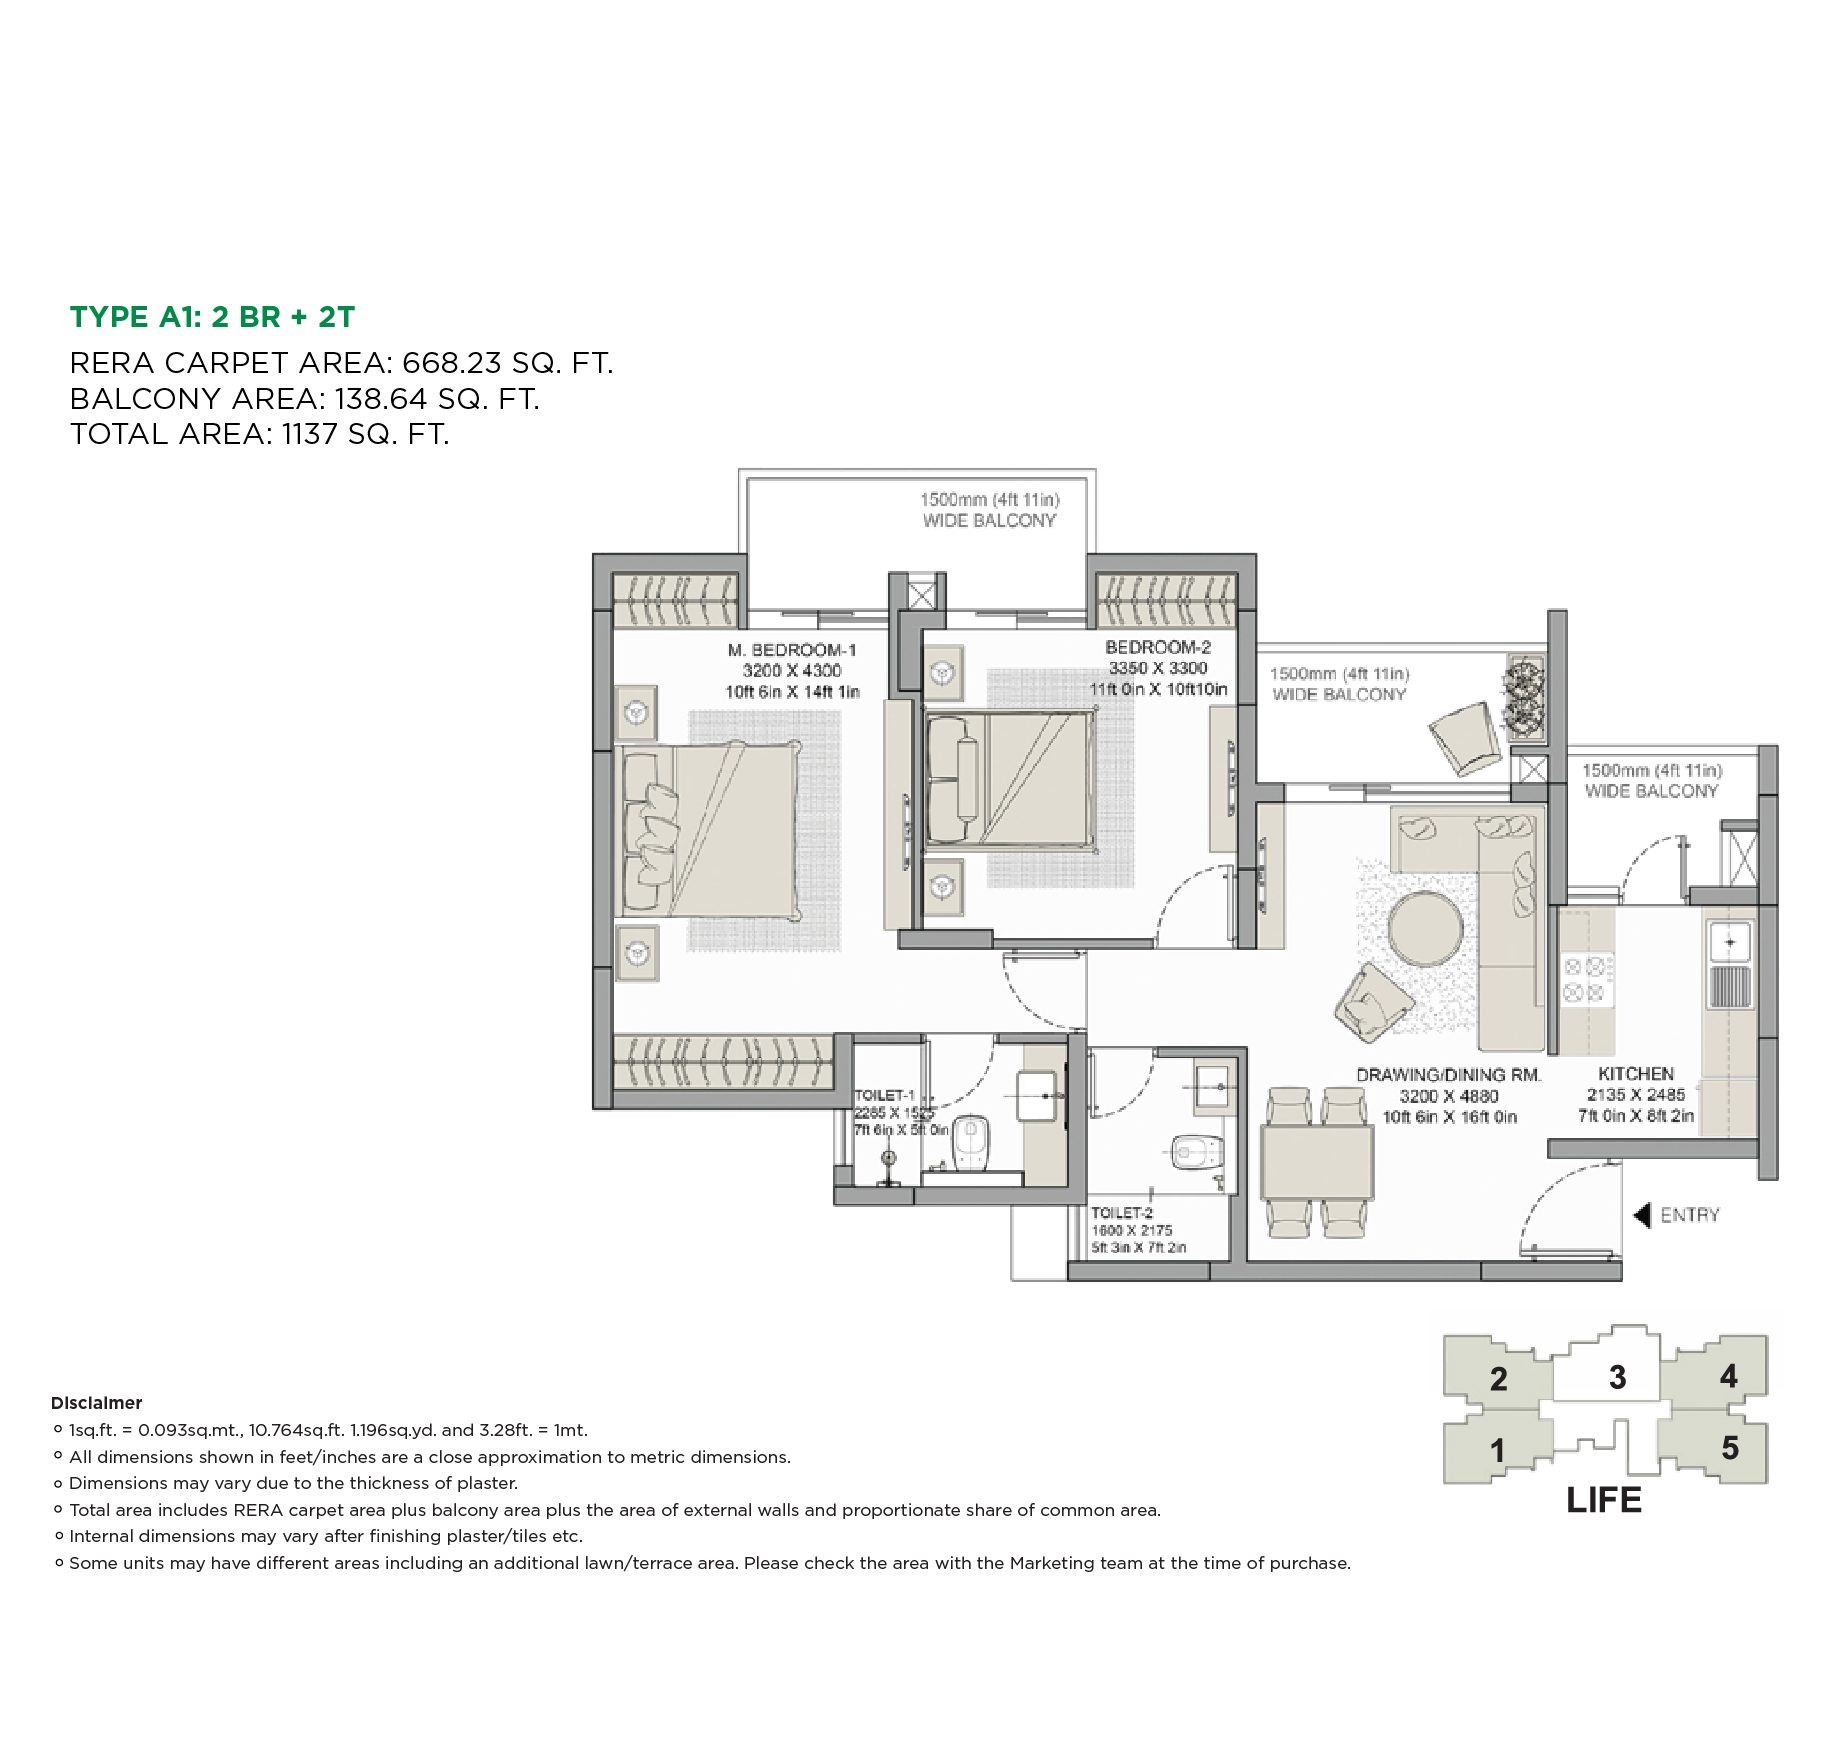 TYPE A1: 2 BR + 2T
RERA CARPET AREA: 668.23 SQ. FT.
BALCONY AREA: 138.64 SQ. FT.
TOTAL AREA: 1137 SQ. FT.
1500mm (4ft 11in)
WIDE BALCONY
M. BEDROOM-1
3200 X 4300
10ft 6in X 14ft 1in
BEDROOM-2
3350 X 3300
11ft 0in X 10ft10in
1500mm (4ft 11in)
WIDE BALCONY
1500mm (4ft 11in)
WIDE BALCONY
DRAWING/DINING RM.
3200 X 4880
10ft 6in X 16ft 0in
KITCHEN
2135 X 2485
7ft 0in X 8ft 2in
TOILET-1
2285 X 1525
7ft 6in X 5ft 0in
TOILET-2
1600 X 2175
5ft 3in X 7ft 2in
ENTRY
2
3
4
1
5
LIFE
Disclaimer
1sq.ft. = 0.093sq.mt., 10.764sq.ft. 1.196sq.yd. and 3.28ft. = 1mt.
All dimensions shown in feet/inches are a close approximation to metric dimensions.
Dimensions may vary due to the thickness of plaster.
Total area includes RERA carpet area plus balcony area plus the area of external walls and proportionate share of common area.
Internal dimensions may vary after finishing plaster/tiles etc.
Some units may have different areas including an additional lawn/terrace area. Please check the area with the Marketing team at the time of purchase.